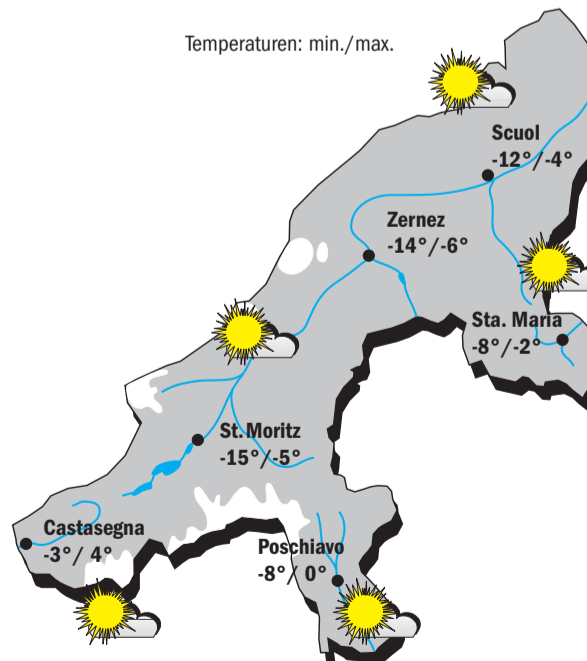 Temperaturen: min./max.
Scuol
-12°/-4°
Zernez
-14°/-6°
Sta. Maria
-8°/-2°
St. Moritz
-15°/-5°
Castasegna
-3°/ 4°
Poschiavo
-8°/ 0°